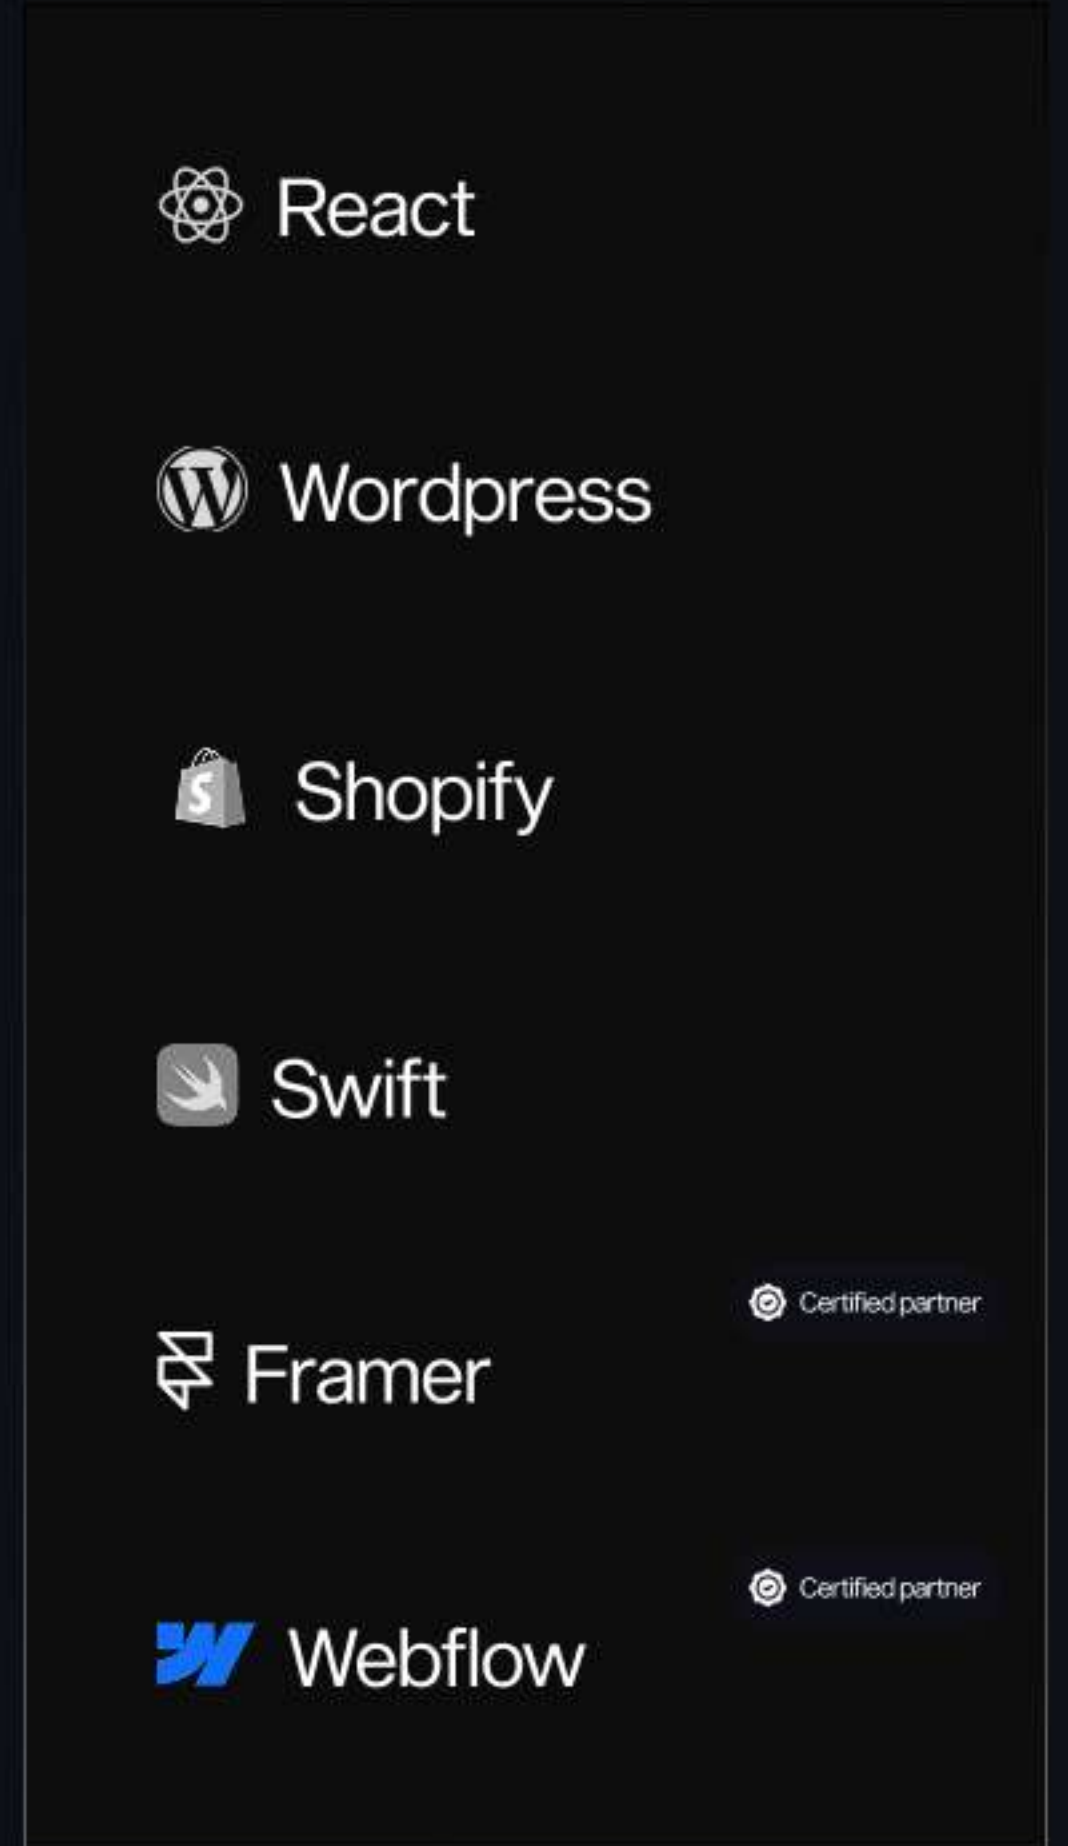 React
Wordpress
Shopify
Swift
Certified partner
Framer
Certified partner
Webflow